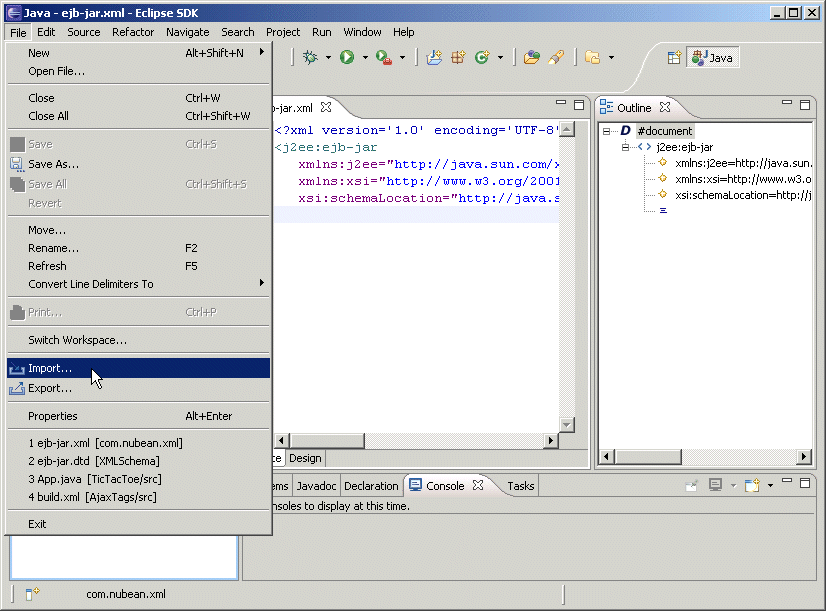 Java - ejb-jar.xml - Eclipse SDK
File Edit Source Refactor Navigate Search Project Run Window Help
Java
New Alt+Shift+N
Open File...
Close Ctrl+W
Close All Ctrl+Shift+W
Save Ctrl+S
Save As...
Save All Ctrl+Shift+S
Revert
Move...
Rename... F2
Refresh F5
Convert Line Delimiters To
Print... Ctrl+P
Switch Workspace...
Import...
Export...
Properties Alt+Enter
1 ejb-jar.xml [com.nubean.xml]
2 ejb-jar.dtd [XMLSchema]
3 App.java [TicTacToe/src]
4 build.xml [AjaxTags/src]
Exit
-jar.xml
<?xml version='1.0' encoding='UTF-8'
<j2ee:ejb-jar
xmlns:j2ee="http://java.sun.com/x
xmlns:xsi="http://www.w3.org/2001
xsi:schemaLocation="http://java.s
ce Design
Outline
D #document
<> j2ee:ejb-jar
xmlns:j2ee=http://java.sun.
xmlns:xsi=http://www.w3.o
xsi:schemaLocation=http://j
ems Javadoc Declaration Console Tasks
nsoles to display at this time.
com.nubean.xml